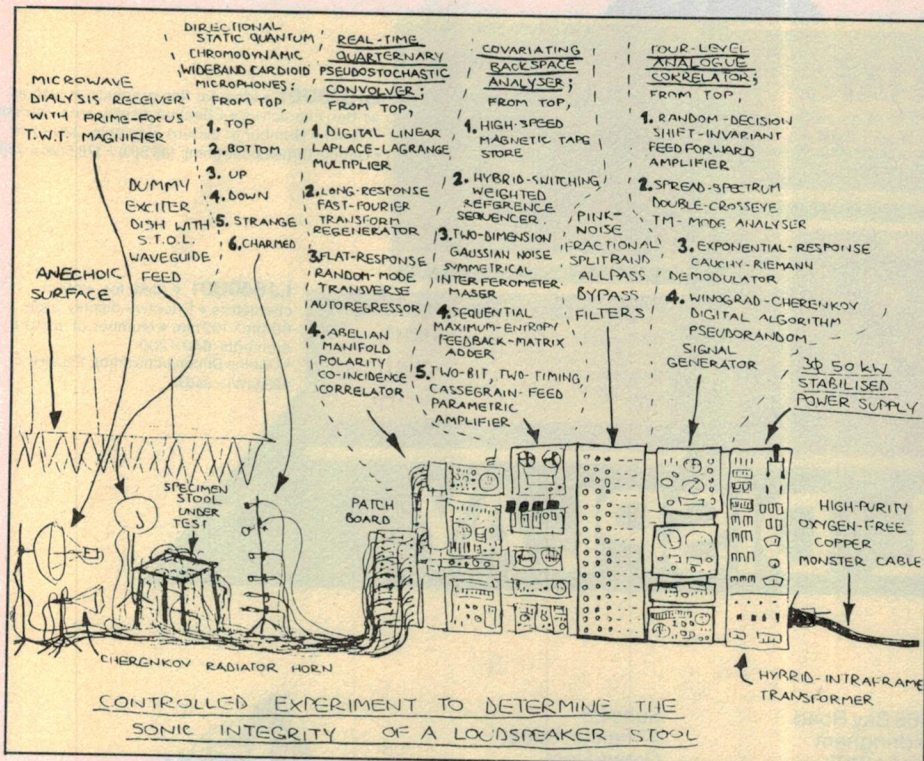 MICROWAVE
DIALYSIS RECEIVER
WITH PRIME-FOCUS
T.W.T MAGNIFIER
DIRECTIONAL
STATIC QUANTUM
CHROMODYNAMIC
WIDEBAND CARDIOID
MICROPHONES:
FROM TOP
1. TOP
2. BOTTOM
3. UP
4. DOWN
5. STRANGE
6. CHARMED
DUMMY
EXCITER
DISH WITH
S.T.O.L.
WAVEGUIDE
FEED
ANECHOIC
SURFACE
REAL-TIME
QUARTERNARY
PSEUDOSTOCHASTIC
CONVOLVER;
FROM TOP,
1. DIGITAL LINEAR
LAPLACE-LAGRANGE
MULTIPLIER
2. LONG-RESPONSE
FAST-FOURIER
TRANSFORM
REGENERATOR
3. FLAT-RESPONSE
RANDOM-MODE
TRANSVERSE
AUTOREGRESSOR
4. ABELIAN
MANIFOLD
POLARITY
CO-INCIDENCE
CORRELATOR
COVARIATING
BACKSPACE
ANALYSER;
FROM TOP,
1. HIGH-SPEED
MAGNETIC TAPE
STORE
2. HYBRID-SWITCHING
WEIGHTED
REFERENCE
SEQUENCER.
3. TWO-DIMENSION
GAUSSIAN NOISE
SYMMETRICAL
INTERFEROMETER
MASER
4. SEQUENTIAL
MAXIMUM-ENTROPY
FEEDBACK-MATRIX
ADDER
5. TWO-BIT, TWO-TIMING,
CASSEGRAIN-FEED
PARAMETRIC
AMPLIFIER
PINK-
NOISE
FRACTIONAL
SPLITBAND
ALLPASS
BYPASS
FILTERS
FOUR-LEVEL
ANALOGUE
CORRELATOR;
FROM TOP,
1. RANDOM-DECISION
SHIFT-INVARIANT
FEEDFORWARD
AMPLIFIER
2. SPREAD-SPECTRUM
DOUBLE-CROSSEYE
TM-MODE ANALYSER
3. EXPONENTIAL-RESPONSE
CAUCHY-RIEMANN
DEMODULATOR
4. WINOGRAD-CHERENKOV
DIGITAL ALGORITHM
PSEUDORANDOM
SIGNAL
GENERATOR
3Φ 50 kW
STABILISED
POWER SUPPLY
SPECIMEN
STOOL
UNDER
TEST
PATCH
BOARD
HIGH-PURITY
OXYGEN-FREE
COPPER
MONSTER CABLE
CHERENKOV RADIATOR HORN
HYBRID-INTRAFRAME
TRANSFORMER
CONTROLLED EXPERIMENT TO DETERMINE THE
SONIC INTEGRITY OF A LOUDSPEAKER STOOL